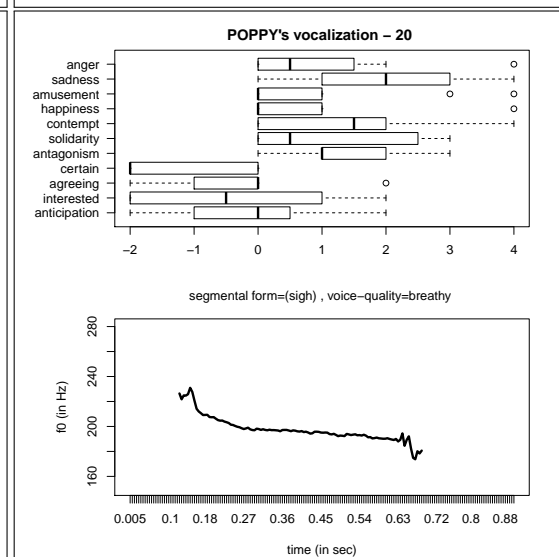 POPPY's vocalization − 20
anger
sadness
amusement
happiness
contempt
solidarity
antagonism
certain
agreeing
interested
anticipation
−2 −1 0 1 2 3 4
segmental form=(sigh) , voice−quality=breathy
f0 (in Hz)
280
240
200
160
0.005 0.1 0.18 0.27 0.36 0.45 0.54 0.63 0.72 0.8 0.88
time (in sec)